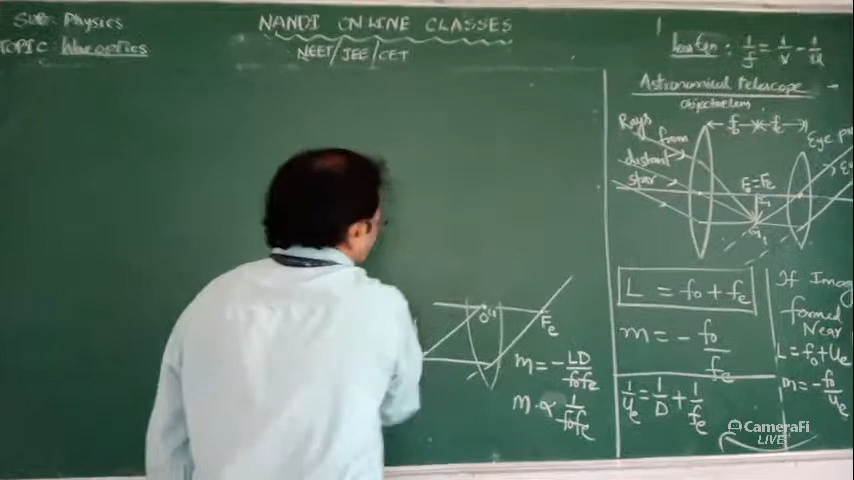 SUB: Physics
TOPIC Wave optics
NANDI ONLINE CLASSES
NEET/JEE/CET
Lens Eqn : 1/f = 1/v - 1/u
Astronomical Telescope
objective lens
fo fe
Rays from
distant
star
Eye
Fo=Fe
O
Fe
m = - LD/fofe
m ∝ 1/fofe
L = fo + fe
m = - fo/fe
1/ue = 1/D + 1/fe
If Imag
formed
Near
L = fo + ue
m = - fo/ue
CameraFi
LIVE